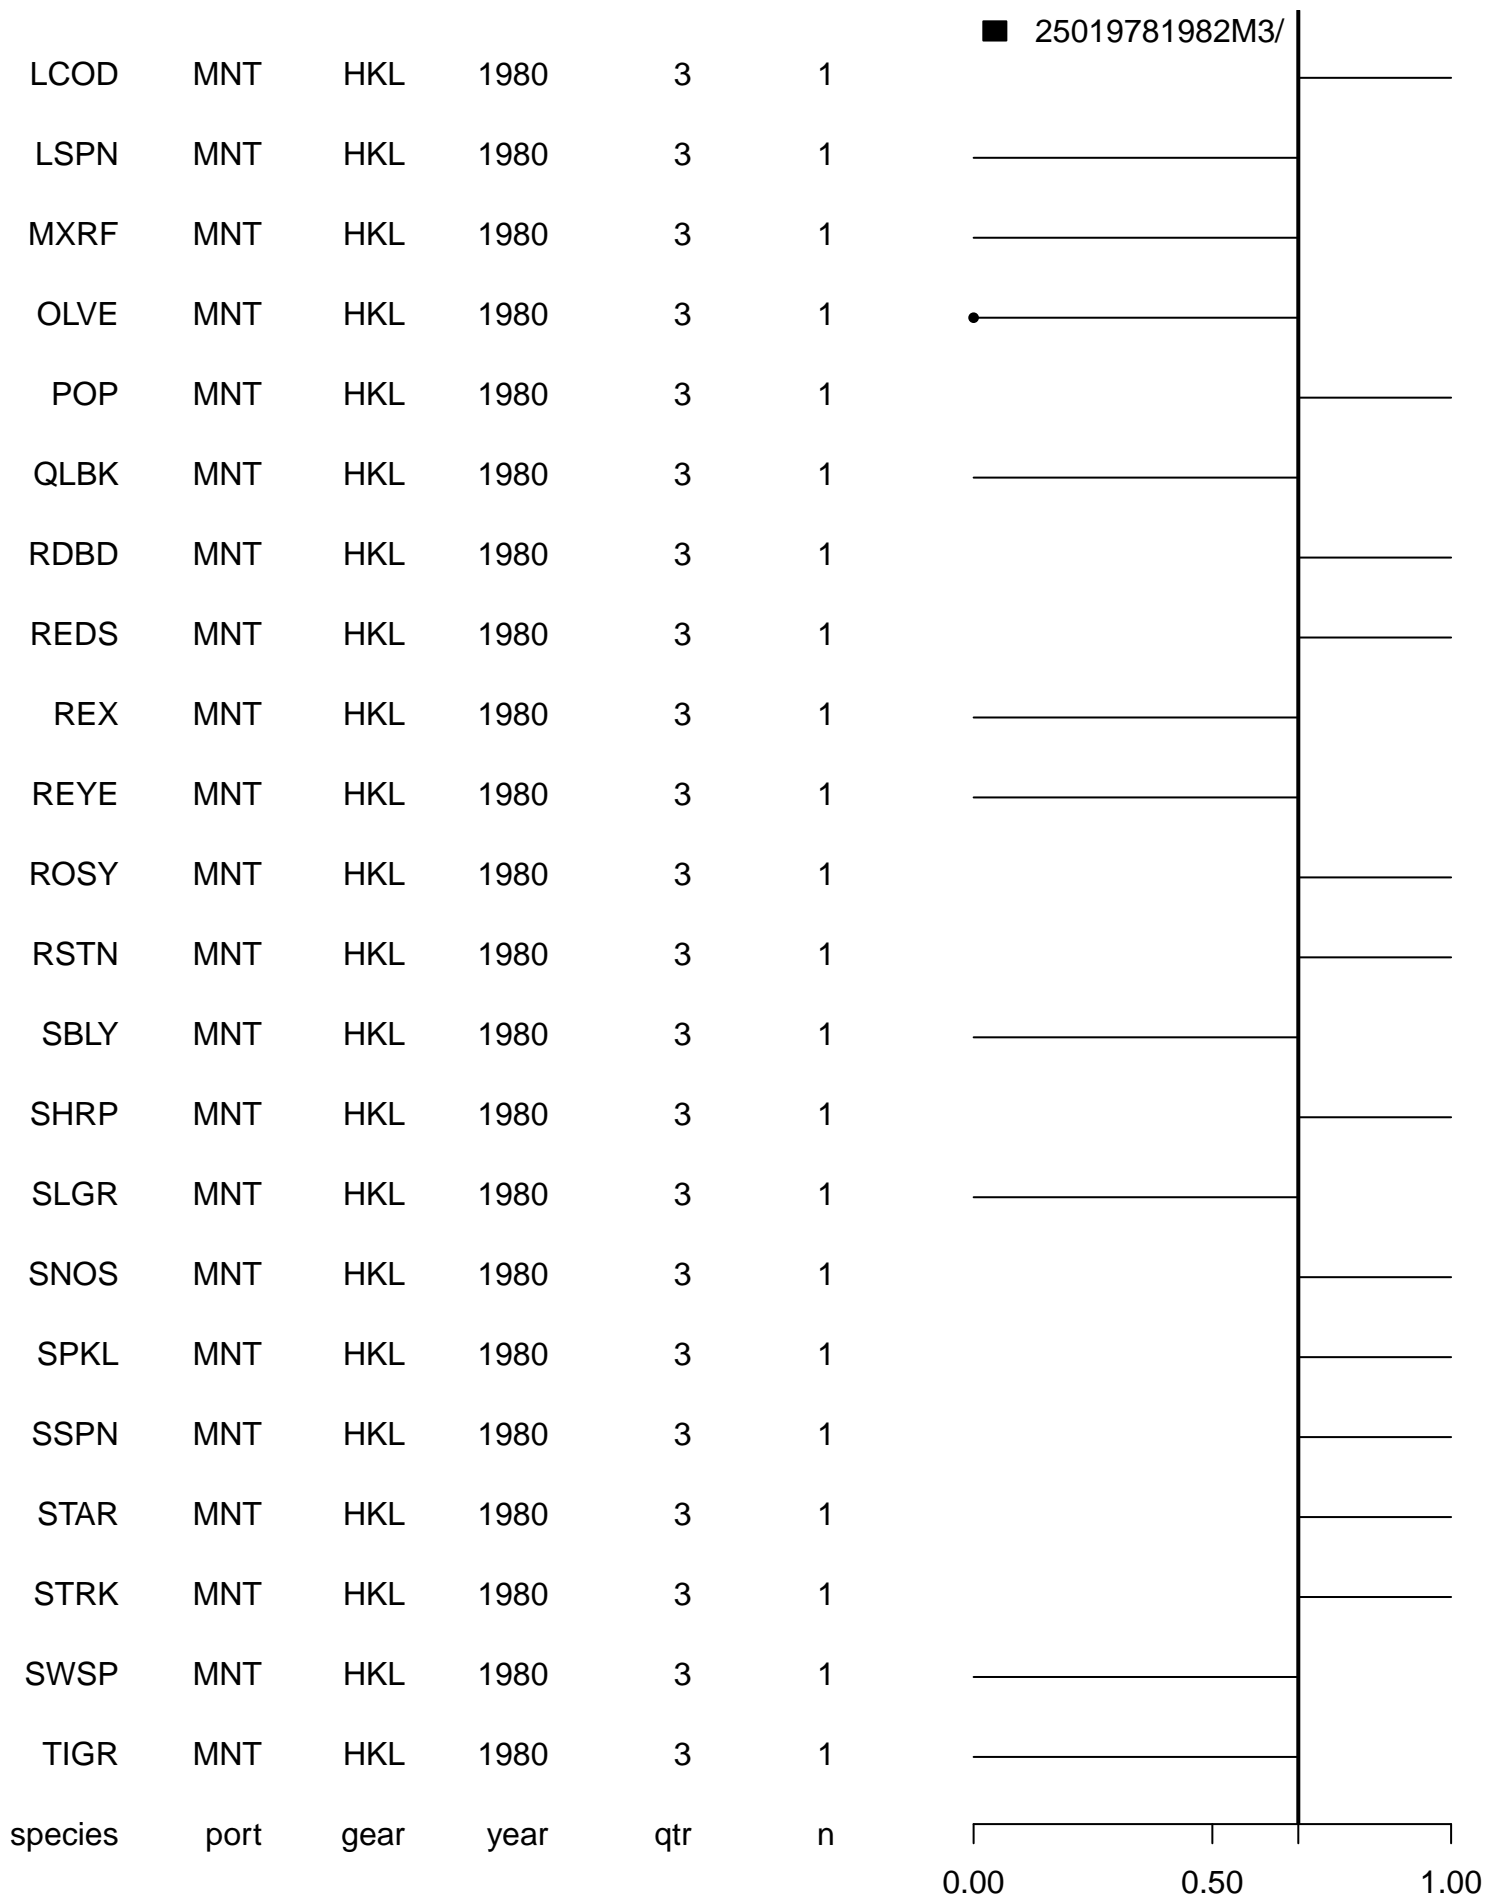 25019781982M3/
LCOD MNT HKL 1980 3 1
LSPN MNT HKL 1980 3 1
MXRF MNT HKL 1980 3 1
OLVE MNT HKL 1980 3 1
POP MNT HKL 1980 3 1
QLBK MNT HKL 1980 3 1
RDBD MNT HKL 1980 3 1
REDS MNT HKL 1980 3 1
REX MNT HKL 1980 3 1
REYE MNT HKL 1980 3 1
ROSY MNT HKL 1980 3 1
RSTN MNT HKL 1980 3 1
SBLY MNT HKL 1980 3 1
SHRP MNT HKL 1980 3 1
SLGR MNT HKL 1980 3 1
SNOS MNT HKL 1980 3 1
SPKL MNT HKL 1980 3 1
SSPN MNT HKL 1980 3 1
STAR MNT HKL 1980 3 1
STRK MNT HKL 1980 3 1
SWSP MNT HKL 1980 3 1
TIGR MNT HKL 1980 3 1
species port gear year qtr n
0.00 0.50 1.00